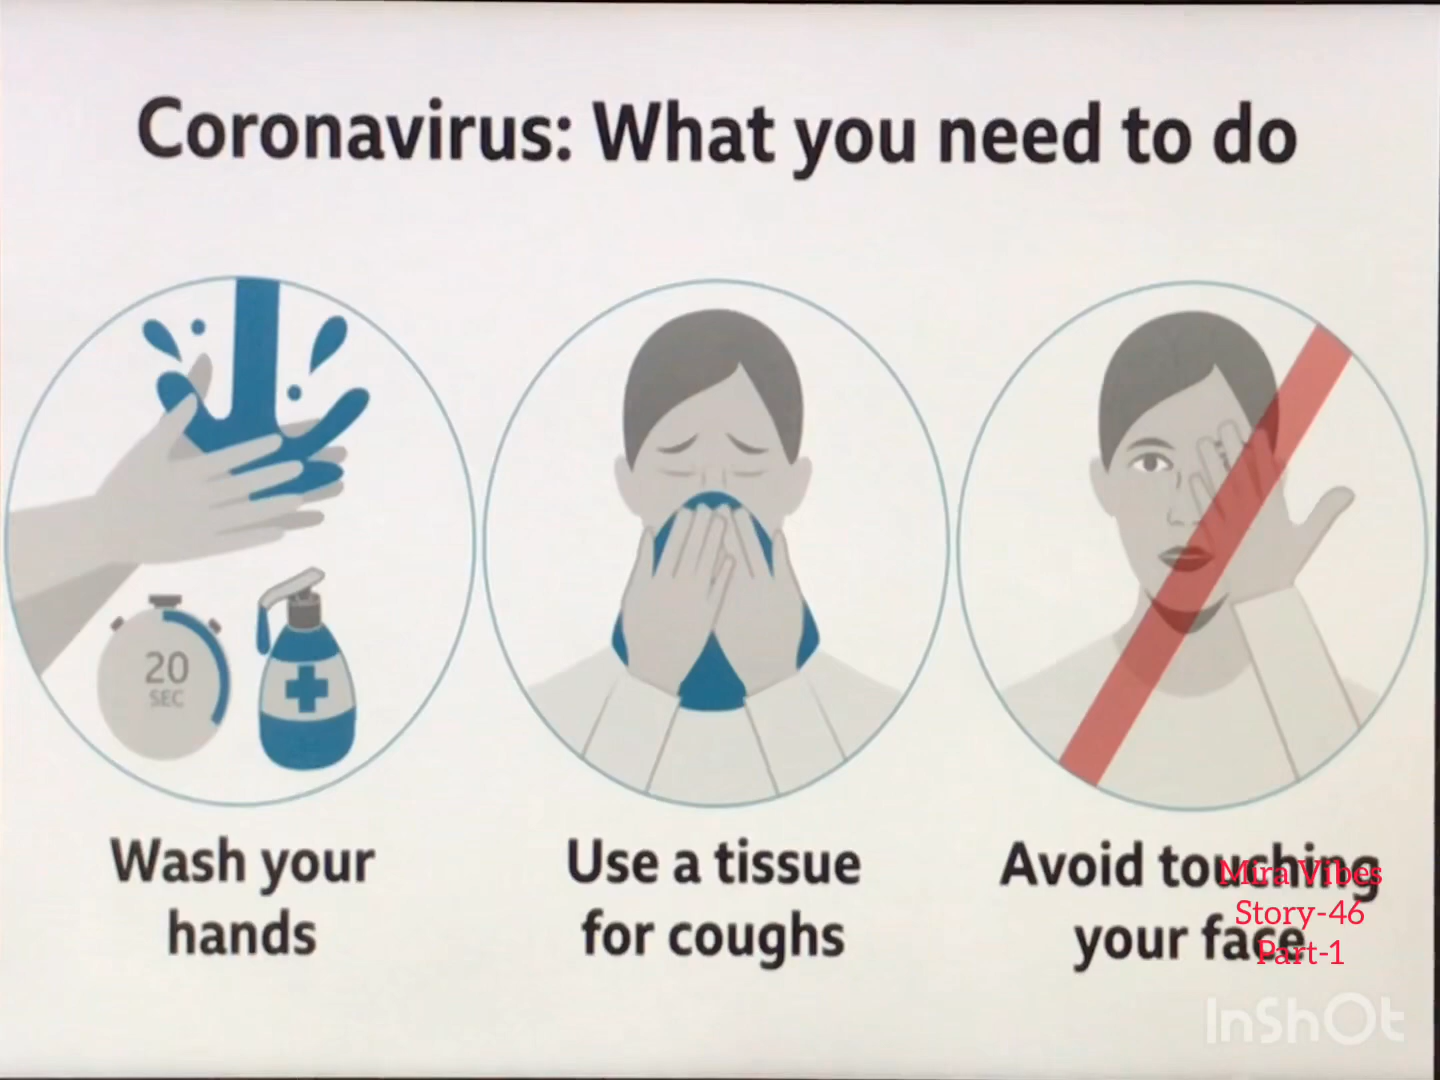 Coronavirus: What you need to do
20
SEC
Wash your
hands
Use a tissue
for coughs
Avoid touching
your face
Mira Vibes
Story-46
Part-1
InShOt